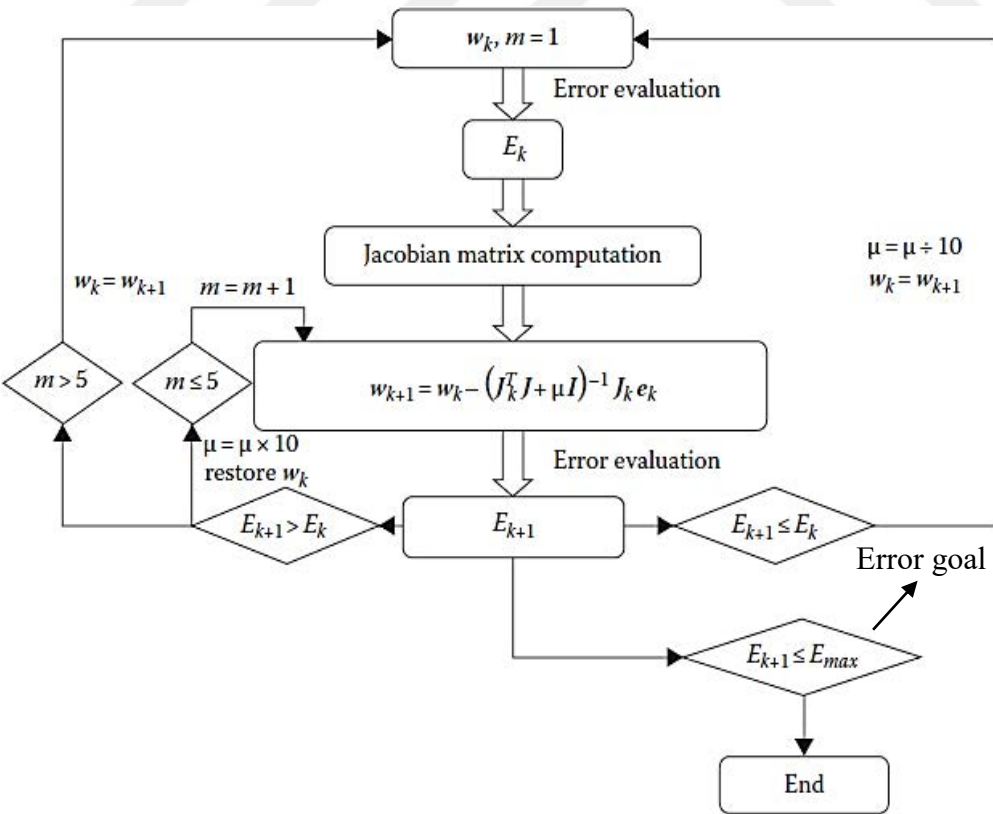 w_k, m = 1
Error evaluation
E_k
Jacobian matrix computation
μ = μ ÷ 10
w_k = w_{k+1}
w_k = w_{k+1}
m = m + 1
m > 5
m ≤ 5
w_{k+1} = w_k − (J_k^T J + μI)^{−1} J_k e_k
μ = μ × 10
restore w_k
Error evaluation
E_{k+1} > E_k
E_{k+1}
E_{k+1} ≤ E_k
Error goal
E_{k+1} ≤ E_{max}
End